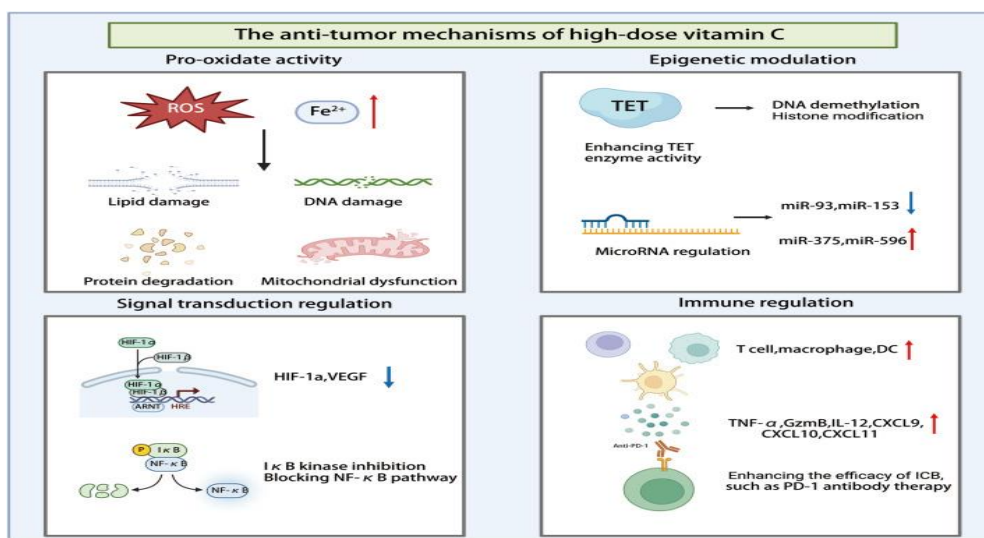 The anti-tumor mechanisms of high-dose vitamin C
Pro-oxidate activity
ROS
Fe²⁺
Lipid damage
DNA damage
Protein degradation
Mitochondrial dysfunction
Epigenetic modulation
TET
DNA demethylation
Histone modification
Enhancing TET
enzyme activity
miR-93,miR-153
MicroRNA regulation
miR-375,miR-596
Signal transduction regulation
HIF-1α
HIF-1β
HIF-1α
HIF-1β
ARNT
HRE
HIF-1a,VEGF
P
IκB
NF-κB
NF-κB
IκB kinase inhibition
Blocking NF-κB pathway
Immune regulation
T cell,macrophage,DC
TNF-α,GzmB,IL-12,CXCL9,
CXCL10,CXCL11
Anti-PD-1
Enhancing the efficacy of ICB,
such as PD-1 antibody therapy